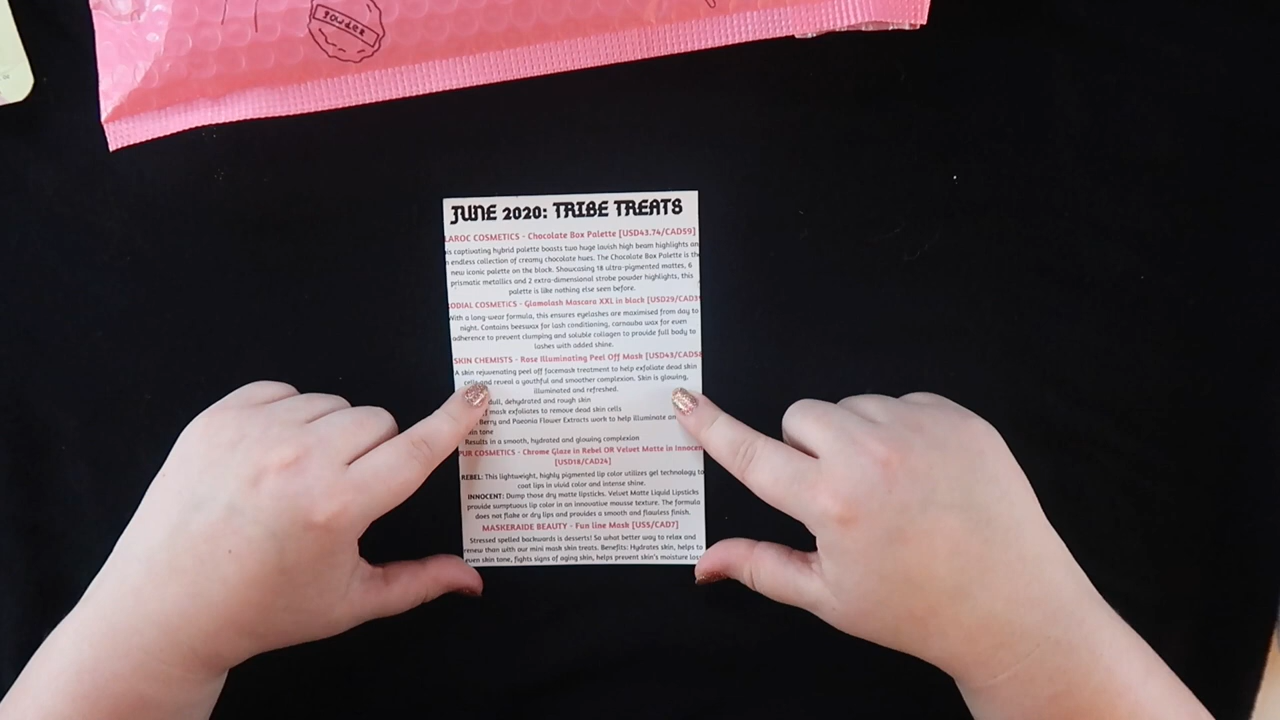 POWDER
JUNE 2020: TRIBE TREATS
LAROC COSMETICS - Chocolate Box Palette [USD43.74/CAD59]
is captivating hybrid palette boasts two huge lavish high beam highlights an
endless collection of creamy chocolate hues. The Chocolate Box Palette is th
new iconic palette on the block. Showcasing 18 ultra-pigmented mattes, 6
prismatic metallics and 2 extra-dimensional strobe powder highlights, this
palette is like nothing else seen before.
RODIAL COSMETICS - Glamolash Mascara XXL in black [USD29/CAD39
With a long-wear formula, this ensures eyelashes are maximised from day to
night. Contains beeswax for lash conditioning, carnauba wax for even
adherence to prevent clumping and soluble collagen to provide full body to
lashes with added shine.
SKIN CHEMISTS - Rose Illuminating Peel Off Mask [USD43/CAD58
A skin rejuvenating peel off facemask treatment to help exfoliate dead skin
cells and reveal a youthful and smoother complexion. Skin is glowing,
illuminated and refreshed.
dull, dehydrated and rough skin
mask exfoliates to remove dead skin cells
Berry and Paeonia Flower Extracts work to help illuminate an
in tone
Results in a smooth, hydrated and glowing complexion
PUR COSMETICS - Chrome Glaze in Rebel OR Velvet Matte in Innocen
[USD18/CAD24]
REBEL: This lightweight, highly pigmented lip color utilizes gel technology to
coat lips in vivid color and intense shine.
INNOCENT: Dump those dry matte lipsticks. Velvet Matte Liquid Lipsticks
provide sumptuous lip color in an innovative mousse texture. The formula
does not flake or dry lips and provides a smooth and flawless finish.
MASKERAIDE BEAUTY - Fun line Mask [US5/CAD7]
Stressed spelled backwards is desserts! So what better way to relax and
renew than with our mini mask skin treats. Benefits: Hydrates skin, helps to
even skin tone, fights signs of aging skin, helps prevent skin's moisture loss